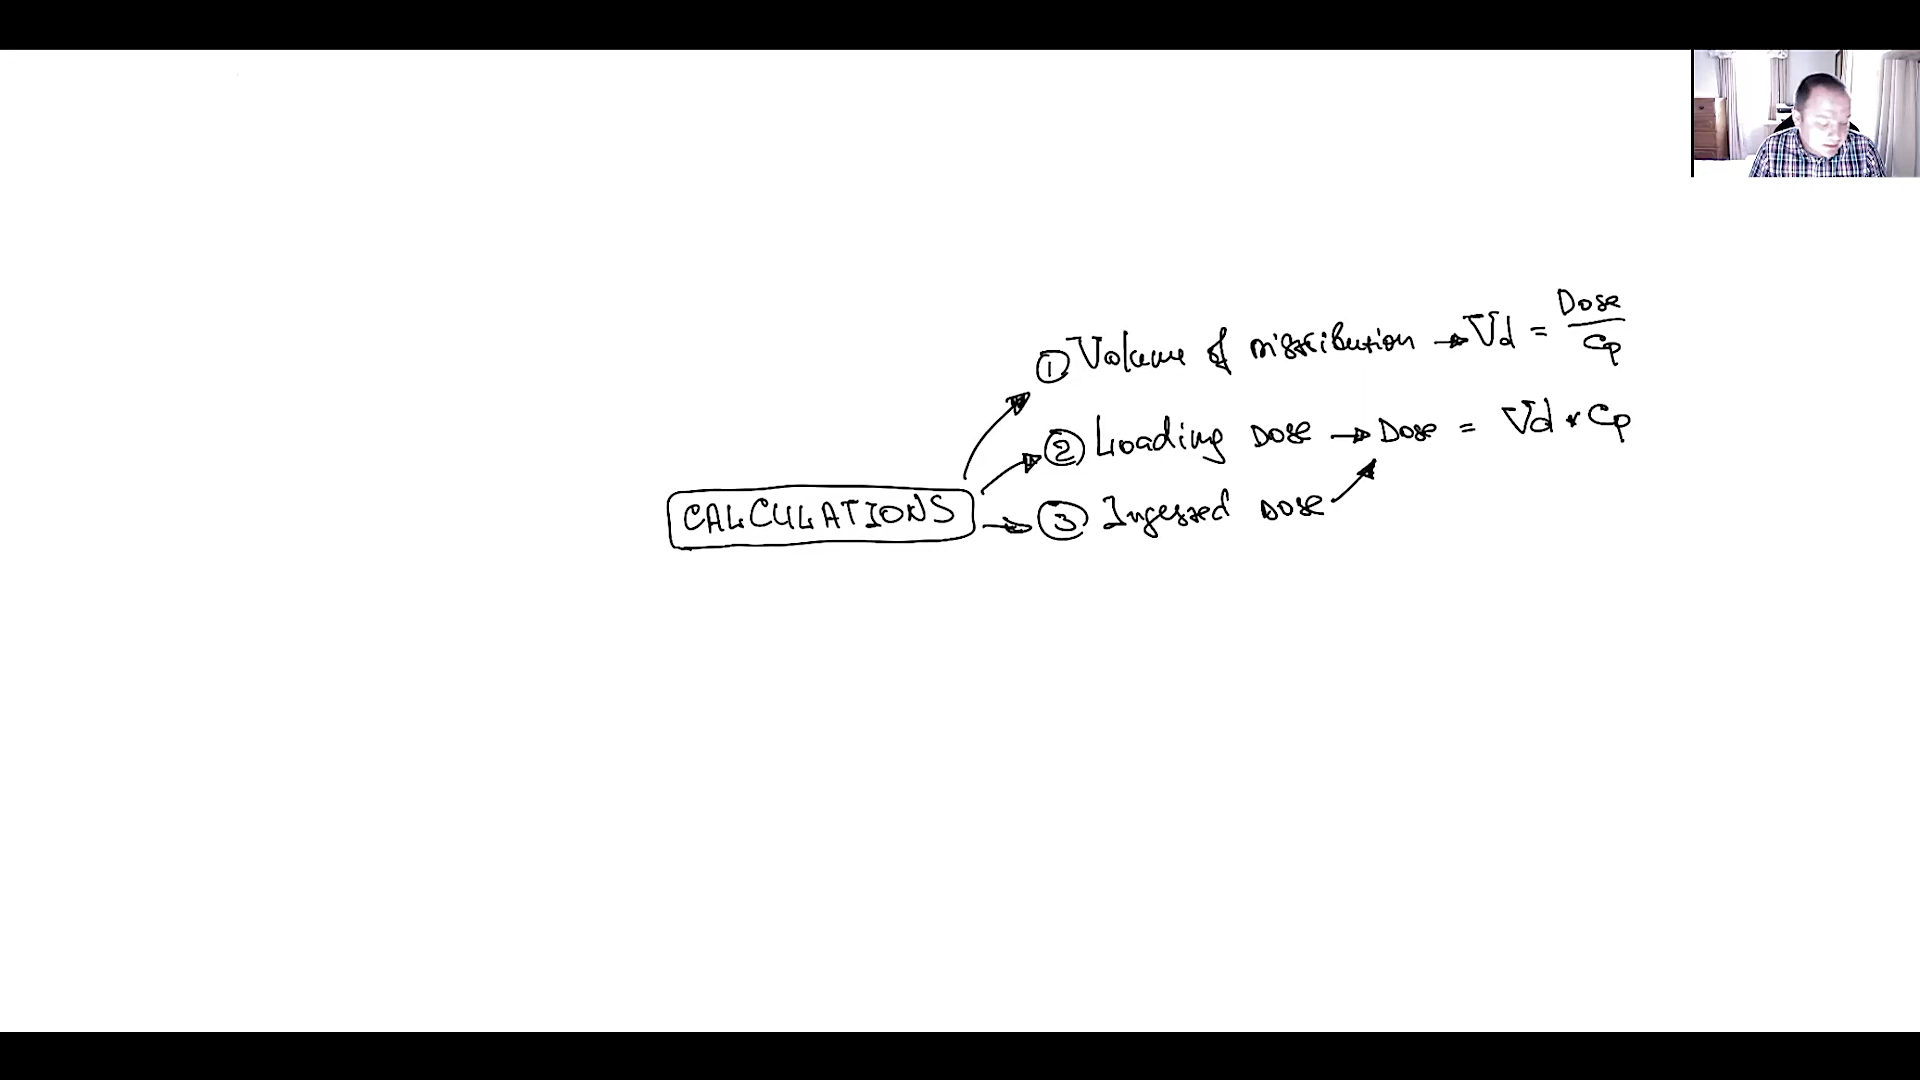 ① Volume of Distribution → Vd = Dose / Cp
② Loading Dose → Dose = Vd * Cp
CALCULATIONS
③ Ingested Dose